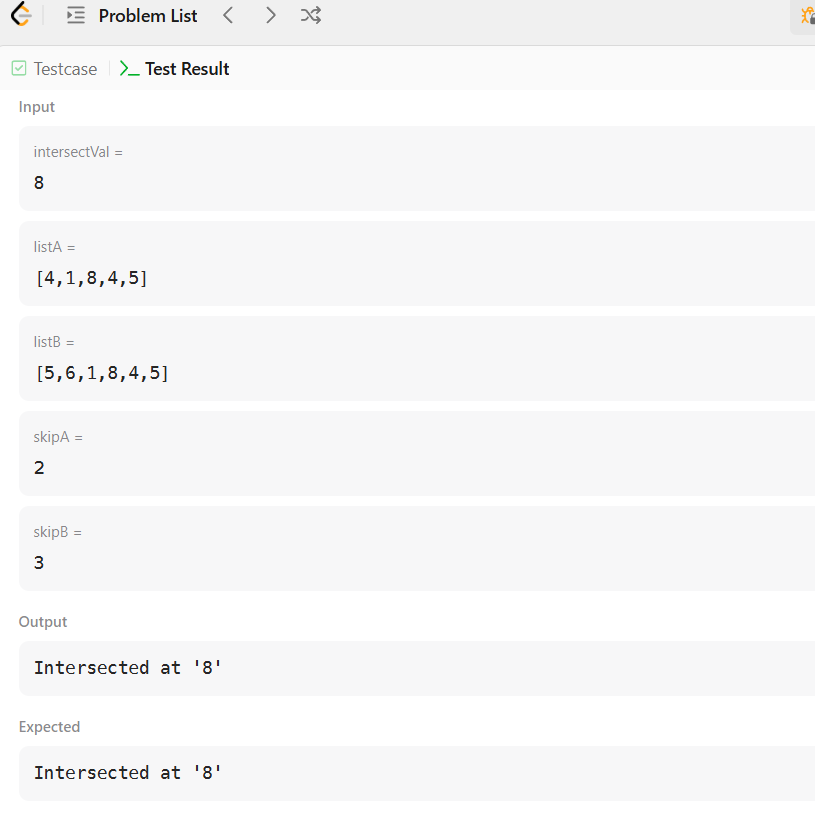 Problem List
Testcase
Test Result
Input
intersectVal =
8
listA =
[4,1,8,4,5]
listB =
[5,6,1,8,4,5]
skipA =
2
skipB =
3
Output
Intersected at '8'
Expected
Intersected at '8'